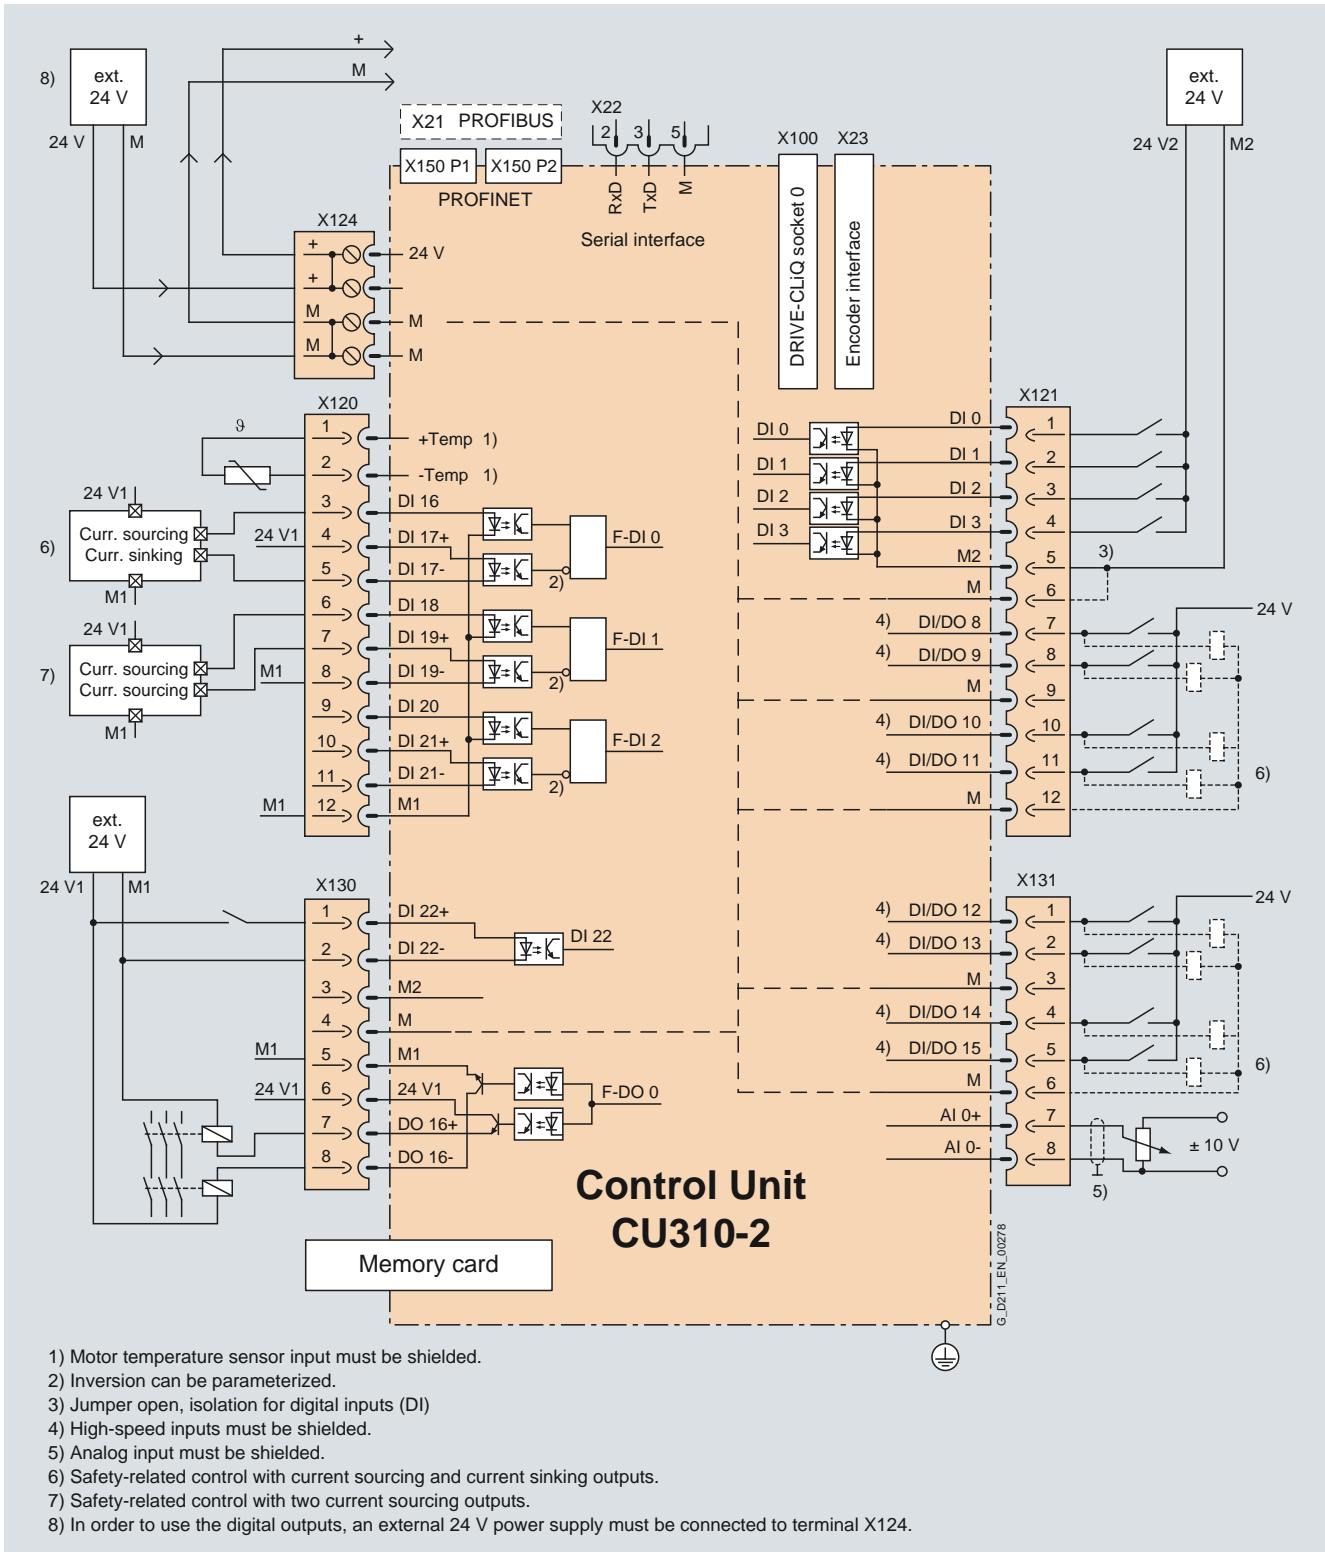 +
M
8)
ext.
24 V
24 V
M
X21 PROFIBUS
X150 P1
X150 P2
PROFINET
X22
2
3
5
RxD
TxD
M
Serial interface
X100
X23
DRIVE-CLiQ socket 0
Encoder interface
ext.
24 V
24 V2
M2
X124
+
24 V
+
M
M
M
M
X120
ϑ
1
+Temp 1)
2
-Temp 1)
24 V1
3
DI 16
6)
Curr. sourcing
Curr. sinking
M1
24 V1
4
DI 17+
5
DI 17-
2)
F-DI 0
6
DI 18
24 V1
7)
Curr. sourcing
Curr. sourcing
M1
7
DI 19+
M1
8
DI 19-
2)
F-DI 1
9
DI 20
10
DI 21+
11
DI 21-
2)
F-DI 2
M1
12
M1
ext.
24 V
24 V1
M1
X130
1
DI 22+
2
DI 22-
DI 22
3
M2
4
M
M1
5
M1
24 V1
6
24 V1
7
DO 16+
8
DO 16-
F-DO 0
X121
DI 0
DI 0
1
DI 1
DI 1
2
DI 2
DI 2
3
DI 3
DI 3
4
M2
5
3)
M
6
24 V
4)
DI/DO 8
7
4)
DI/DO 9
8
M
9
4)
DI/DO 10
10
4)
DI/DO 11
11
6)
M
12
X131
24 V
4)
DI/DO 12
1
4)
DI/DO 13
2
M
3
4)
DI/DO 14
4
4)
DI/DO 15
5
6)
M
6
AI 0+
7
AI 0-
8
5)
± 10 V
Control Unit
CU310-2
Memory card
G_D211_EN_00278
1) Motor temperature sensor input must be shielded.
2) Inversion can be parameterized.
3) Jumper open, isolation for digital inputs (DI)
4) High-speed inputs must be shielded.
5) Analog input must be shielded.
6) Safety-related control with current sourcing and current sinking outputs.
7) Safety-related control with two current sourcing outputs.
8) In order to use the digital outputs, an external 24 V power supply must be connected to terminal X124.